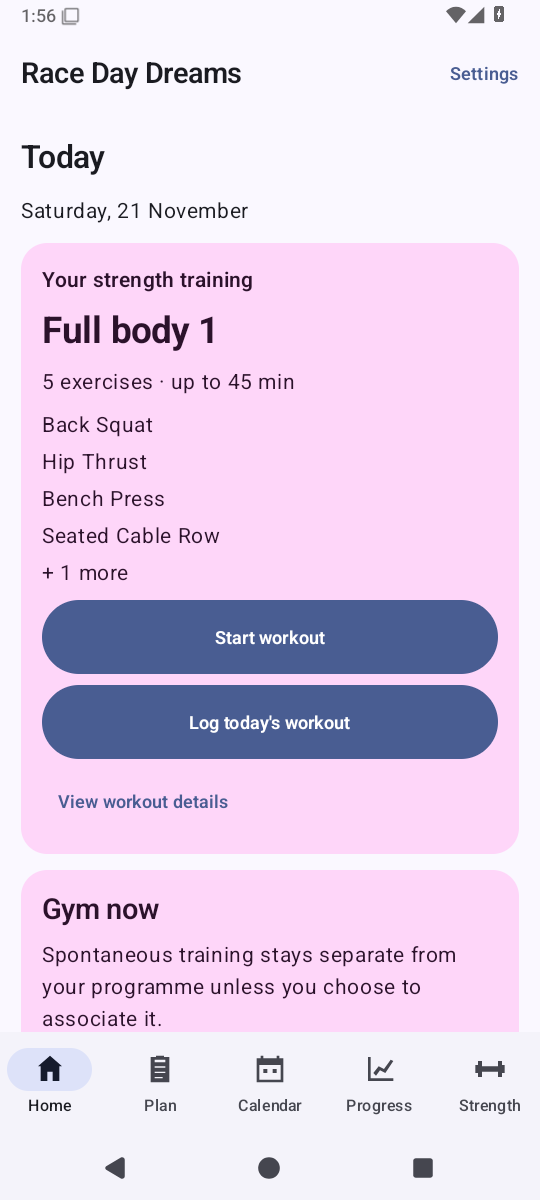 1:56
Race Day Dreams
Settings
Today
Saturday, 21 November
Your strength training
Full body 1
5 exercises · up to 45 min
Back Squat
Hip Thrust
Bench Press
Seated Cable Row
+ 1 more
Start workout
Log today's workout
View workout details
Gym now
Spontaneous training stays separate from
your programme unless you choose to
associate it.
Home
Plan
Calendar
Progress
Strength